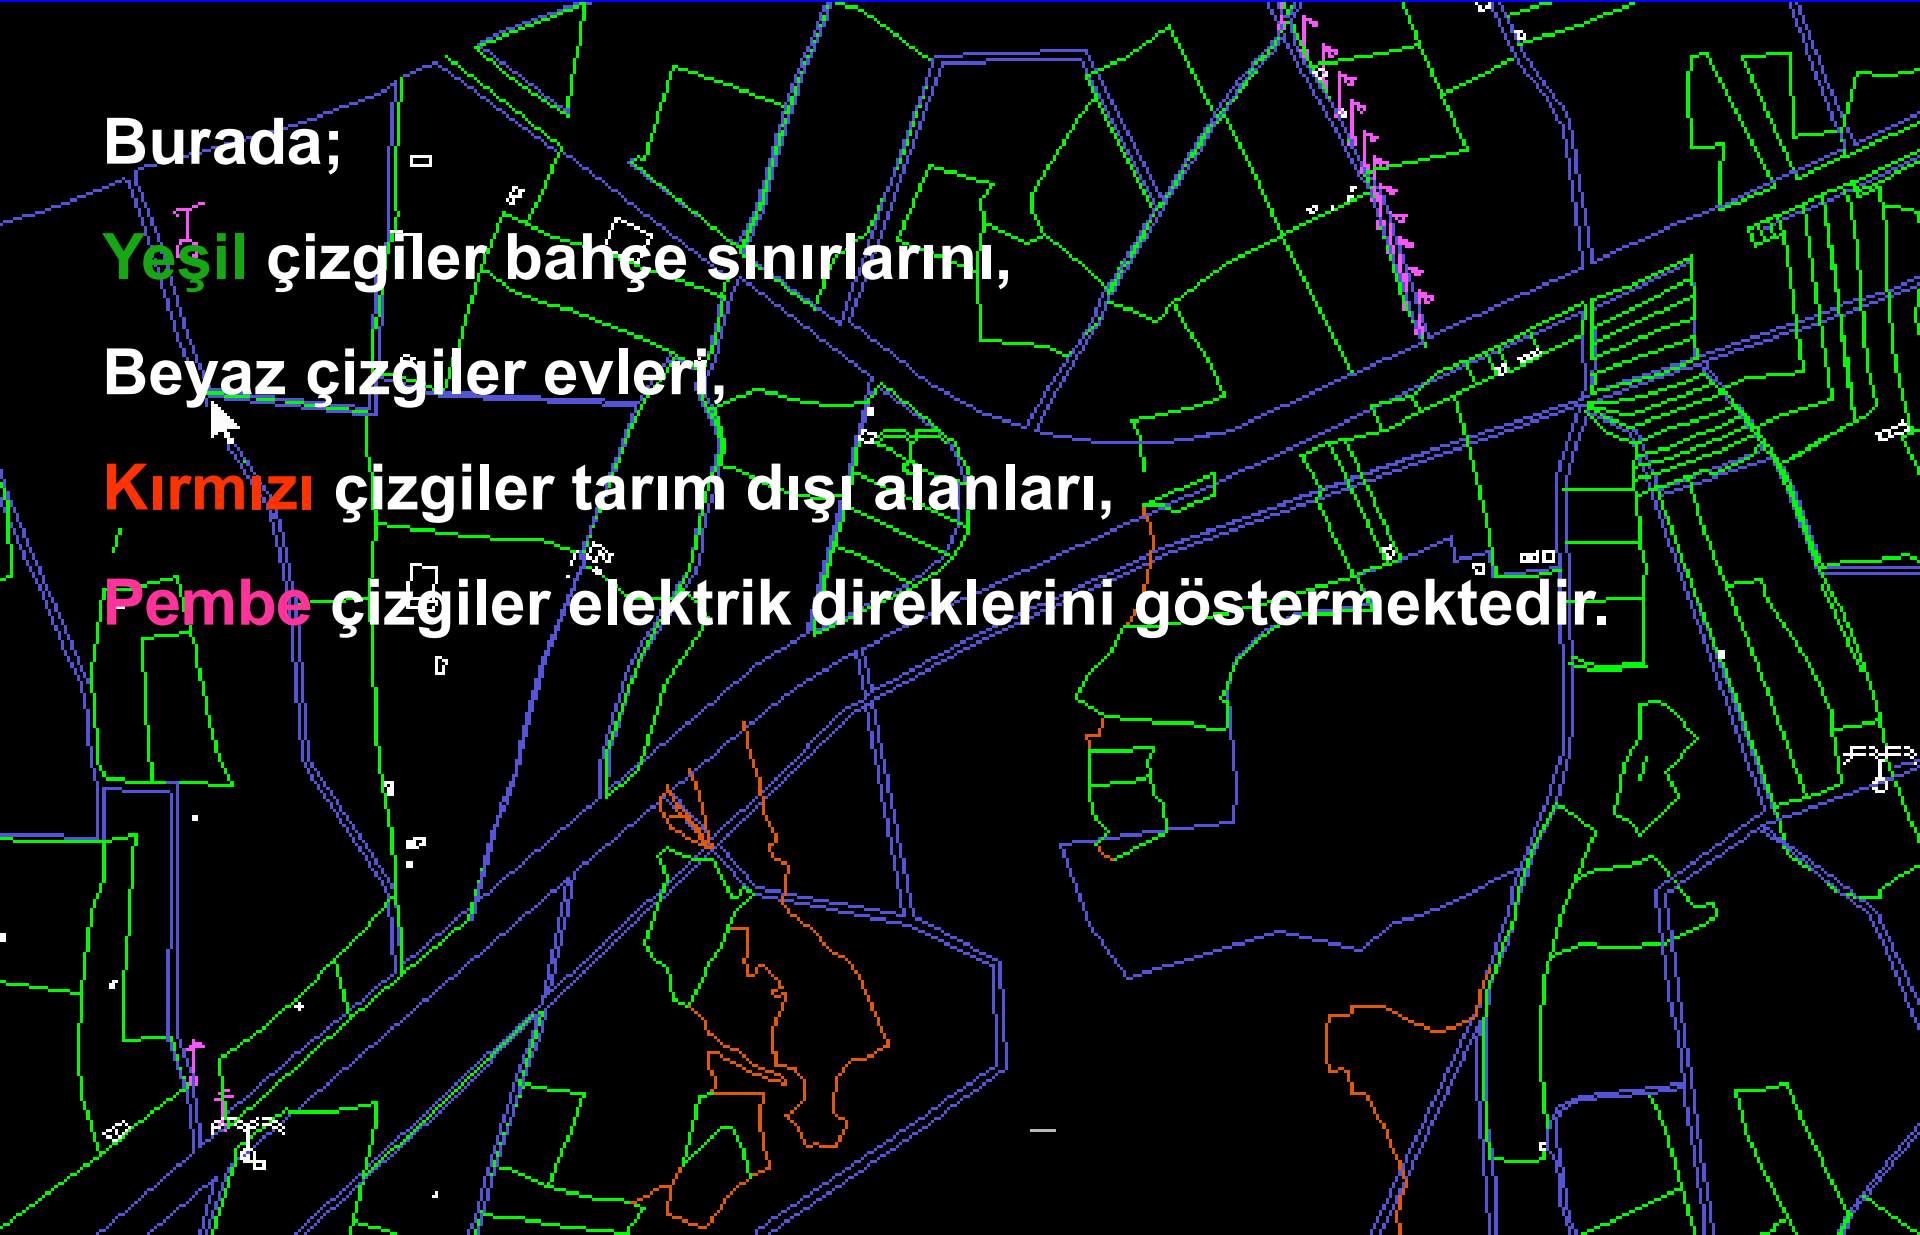 Burada;
Yeşil çizgiler bahçe sınırlarını,
Beyaz çizgiler evleri,
Kırmızı çizgiler tarım dışı alanları,
Pembe çizgiler elektrik direklerini göstermektedir.